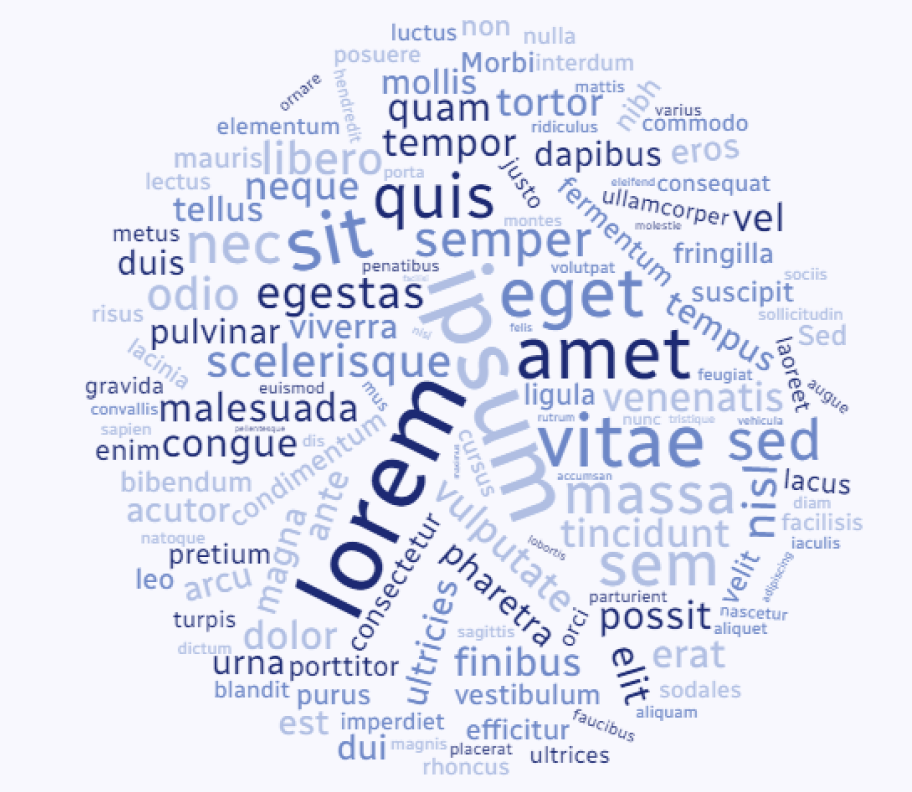 luctus
non
nulla
posuere
Morbi
interdum
mollis
mattis
ornare
hendredit
quam
tortor
nibh
varius
elementum
tempor
ridiculus
commodo
mauris
libero
dapibus
eros
lectus
neque
porta
justo
eleifend
consequat
tellus
quis
fermentum
ullamcorper
vel
metus
nec
sit
semper
montes
molestie
duis
penatibus
volutpat
fringilla
odio
egestas
facilisi
ipsum
eget
suscipit
sociis
risus
pulvinar
viverra
nisl
felis
tempus
sollicitudin
Sed
lacinia
scelerisque
amet
feugiat
laoreet
augue
gravida
euismod
mus
ligula
venenatis
convallis
malesuada
lorem
rutrum
nunc
tristique
vehicula
sapien
pellentesque
enim
congue
dis
condimentum
cursus
maximus
vitae
sed
bibendum
ante
accumsan
nisl
lacus
acutor
magna
vulputate
massa
diam
facilisis
natoque
consectetur
tincidunt
iaculis
pretium
lobortis
leo
arcu
pharetra
sem
velit
adipiscing
turpis
ultricies
orci
parturient
possit
nascetur
aliquet
dictum
dolor
sagittis
urna
porttitor
finibus
elit
erat
blandit
purus
vestibulum
sodales
est
imperdiet
efficitur
faucibus
aliquam
dui
magnis
placerat
ultrices
rhoncus